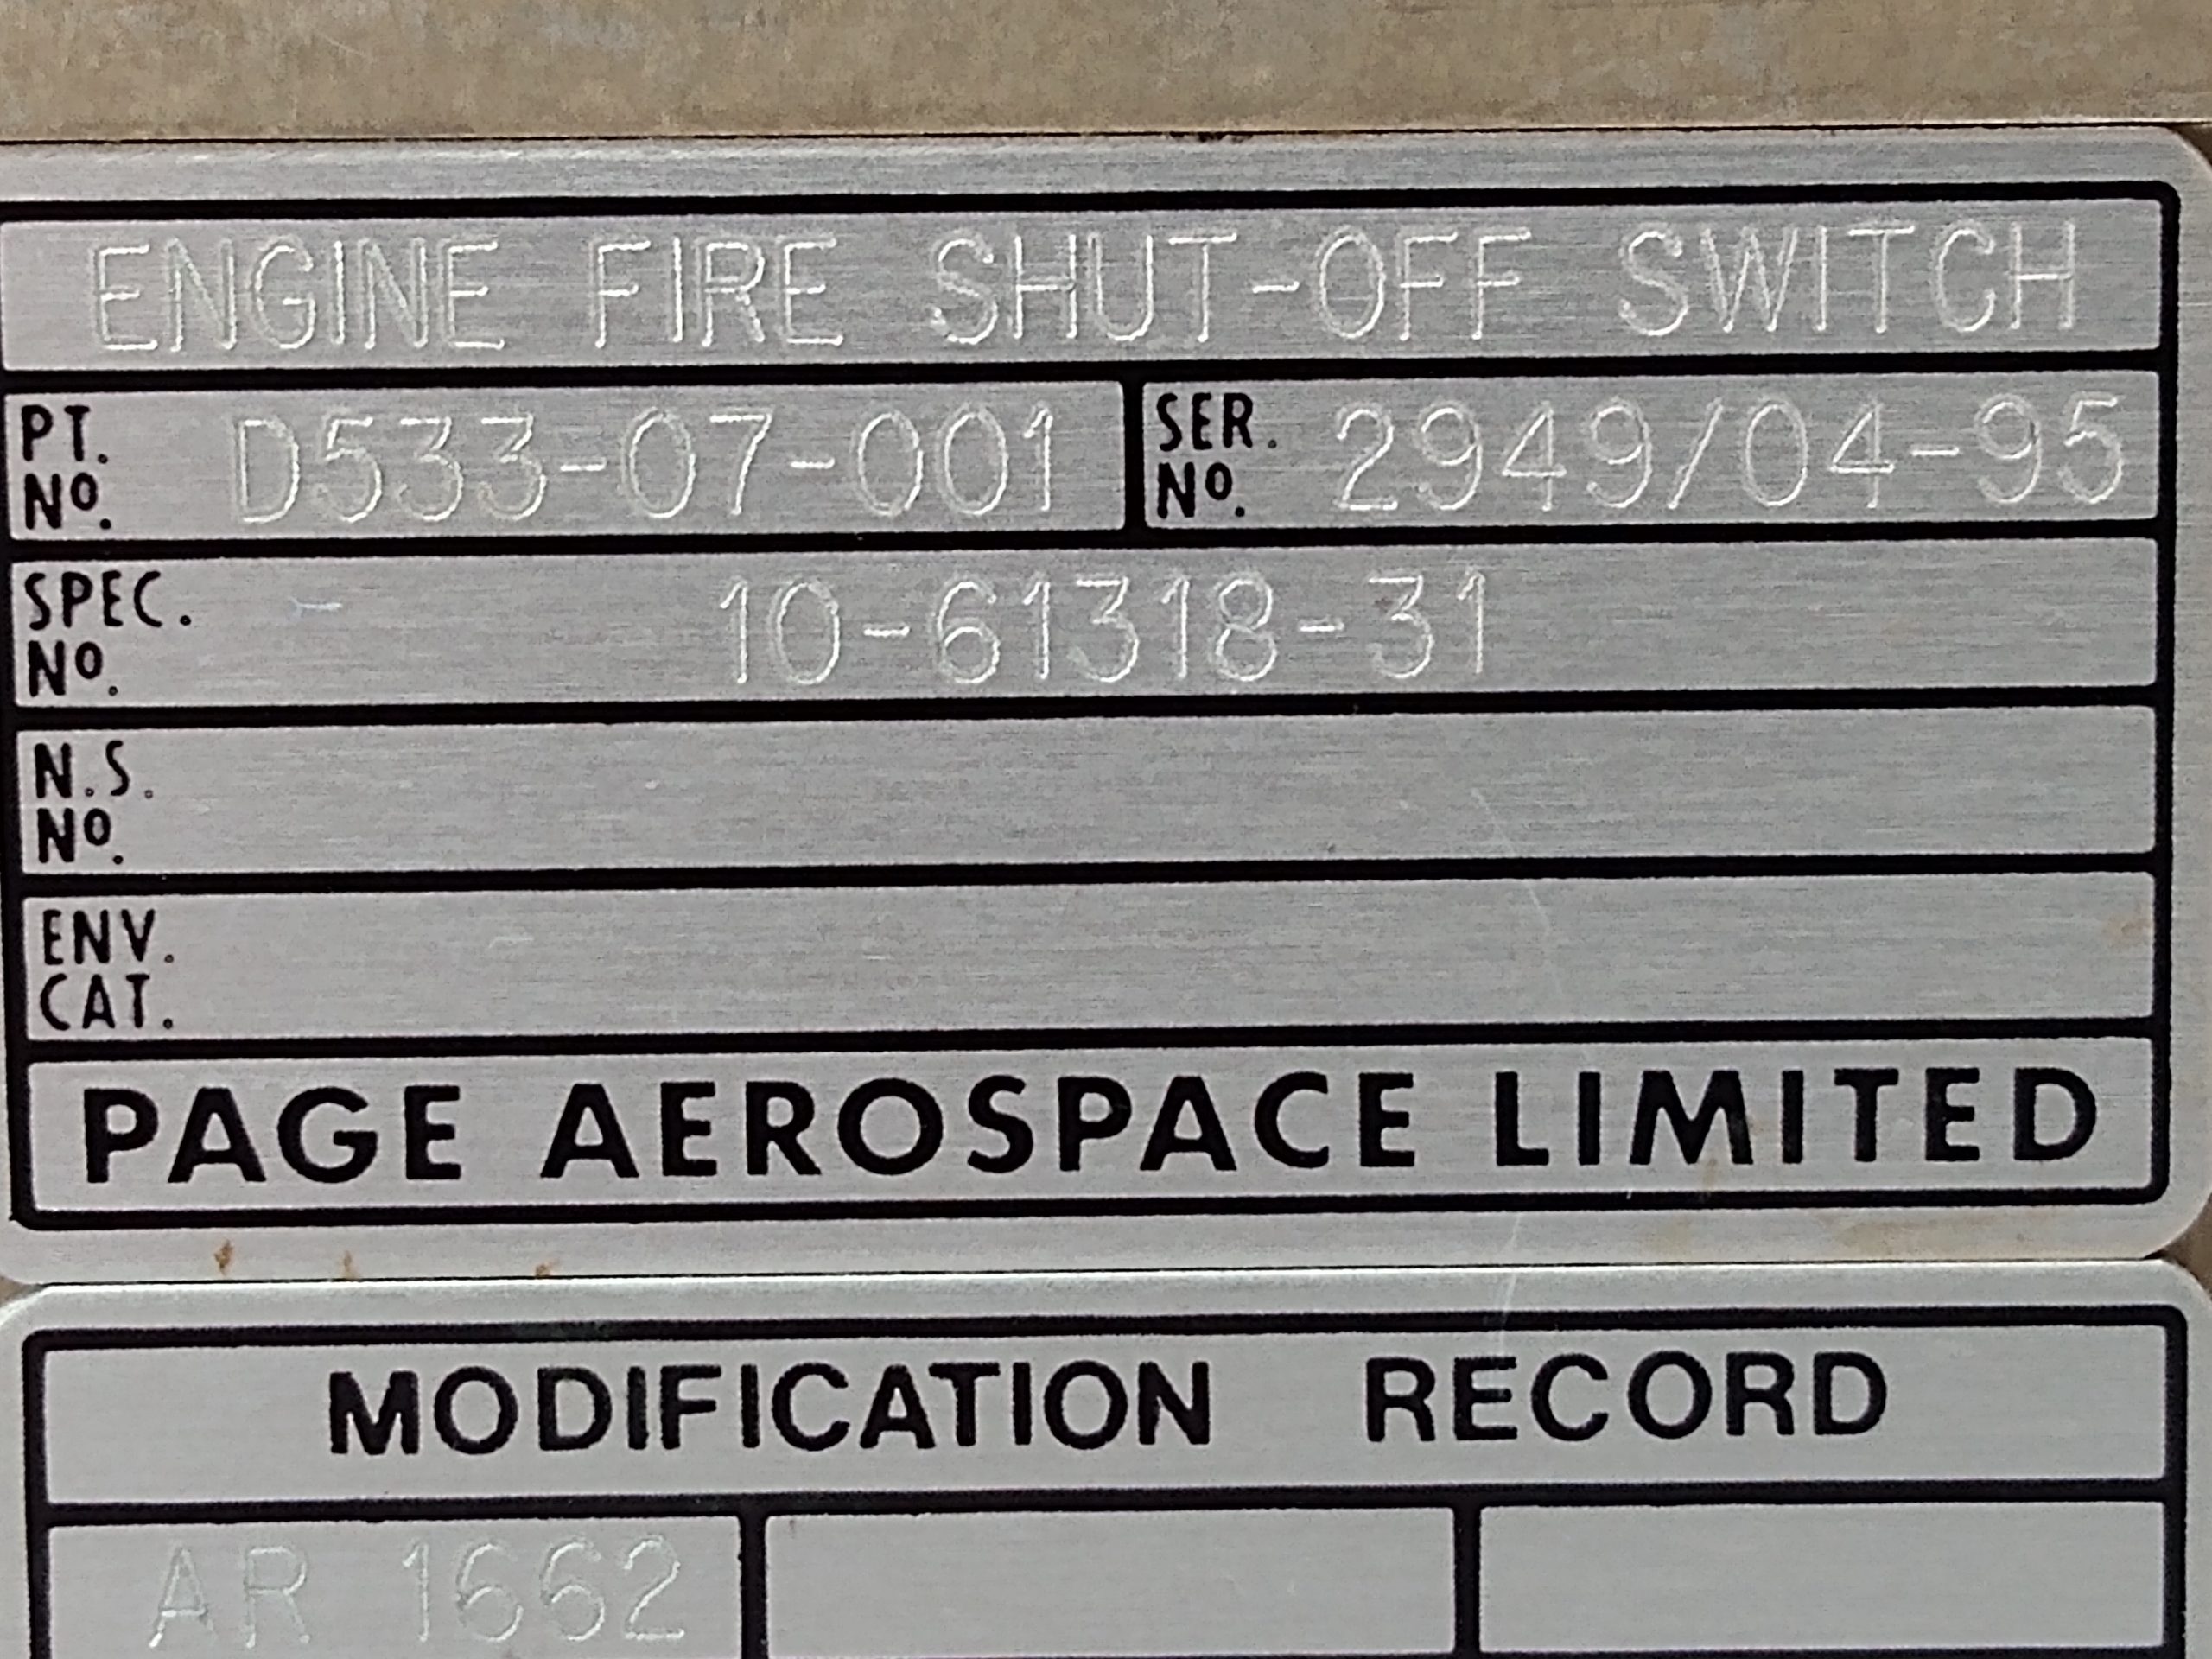 ENGINE FIRE SHUT-OFF SWITCH
PT. No. D533-07-001 SER. No. 2949/04-95
SPEC. No. 10-61318-31
N.S. No.
ENV. CAT.
PAGE AEROSPACE LIMITED
MODIFICATION RECORD
AR 1662